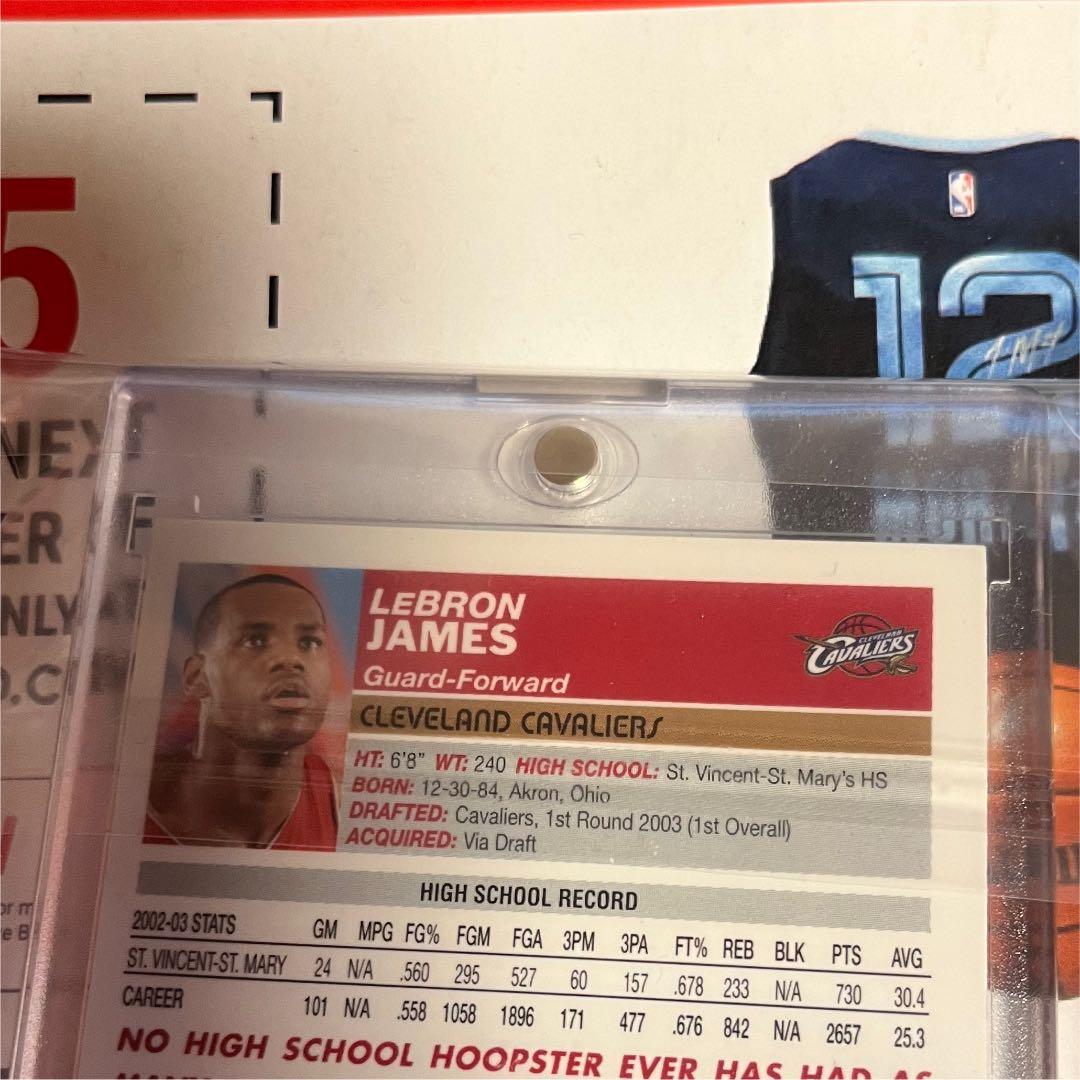 5
12
NEXT
ER
F
NLY
O.C
or m
e B
LEBRON
JAMES
Guard-Forward
CLEVELAND
CAVALIERS
CLEVELAND CAVALIERS
HT: 6'8" WT: 240 HIGH SCHOOL: St. Vincent-St. Mary's HS
BORN: 12-30-84, Akron, Ohio
DRAFTED: Cavaliers, 1st Round 2003 (1st Overall)
ACQUIRED: Via Draft
HIGH SCHOOL RECORD
2002-03 STATS GM MPG FG% FGM FGA 3PM 3PA FT% REB BLK PTS AVG
ST. VINCENT-ST. MARY 24 N/A .560 295 527 60 157 .678 233 N/A 730 30.4
CAREER 101 N/A .558 1058 1896 171 477 .676 842 N/A 2657 25.3
NO HIGH SCHOOL HOOPSTER EVER HAS HAD AS